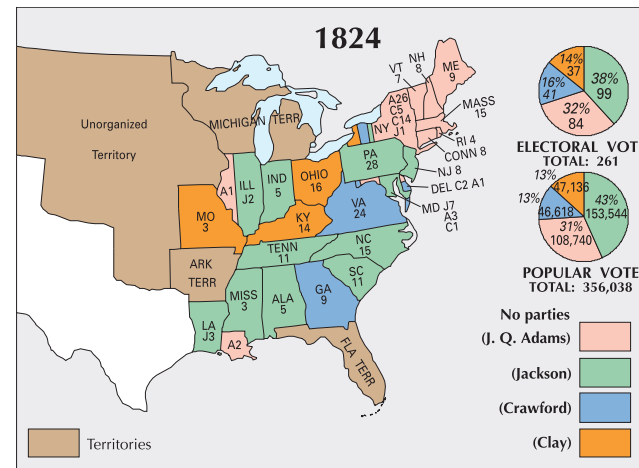 1824
Unorganized
Territory
MICHIGAN TERR
VT
7
NH
8
ME
9
A26
C5
C14
J1
NY
MASS
15
RI 4
CONN 8
NJ 8
DEL C2 A1
MD J7
A3
C1
PA
28
OHIO
16
IND
5
ILL
J2
A1
MO
3
KY
14
VA
24
NC
15
TENN
11
SC
11
ARK
TERR
MISS
3
ALA
5
GA
9
LA
J3
A2
FLA TERR
14%
37
38%
99
16%
41
32%
84
ELECTORAL VOT
TOTAL: 261
13%
47,136
43%
153,544
13%
46,618
31%
108,740
POPULAR VOTE
TOTAL: 356,038
No parties
(J. Q. Adams)
(Jackson)
(Crawford)
(Clay)
Territories